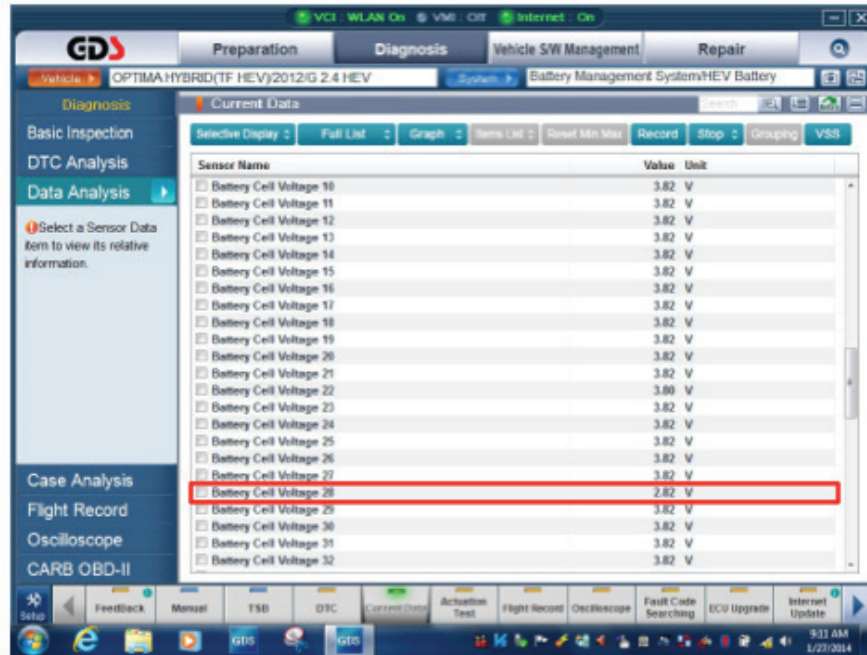 VCI : WLAN On VMI : Off Internet : On
GDS Preparation Diagnosis Vehicle S/W Management Repair
Vehicle OPTIMA HYBRID(TF HEV)/2012/G 2.4 HEV System Battery Management System/HEV Battery
Diagnosis
Basic Inspection
DTC Analysis
Data Analysis
Select a Sensor Data
item to view its relative
information.
Case Analysis
Flight Record
Oscilloscope
CARB OBD-II
Current Data Search
Selective Display Full List Graph Items List Reset Min Max Record Stop Grouping VSS
Sensor Name Value Unit
Battery Cell Voltage 10 3.82 V
Battery Cell Voltage 11 3.82 V
Battery Cell Voltage 12 3.82 V
Battery Cell Voltage 13 3.82 V
Battery Cell Voltage 14 3.82 V
Battery Cell Voltage 15 3.82 V
Battery Cell Voltage 16 3.82 V
Battery Cell Voltage 17 3.82 V
Battery Cell Voltage 18 3.82 V
Battery Cell Voltage 19 3.82 V
Battery Cell Voltage 20 3.82 V
Battery Cell Voltage 21 3.82 V
Battery Cell Voltage 22 3.80 V
Battery Cell Voltage 23 3.82 V
Battery Cell Voltage 24 3.82 V
Battery Cell Voltage 25 3.82 V
Battery Cell Voltage 26 3.82 V
Battery Cell Voltage 27 3.82 V
Battery Cell Voltage 28 2.82 V
Battery Cell Voltage 29 3.82 V
Battery Cell Voltage 30 3.82 V
Battery Cell Voltage 31 3.82 V
Battery Cell Voltage 32 3.82 V
Setup FeedBack Manual TSB DTC Current Data Actuation Test Flight Record Oscilloscope Fault Code Searching ECU Upgrade Internet Update
GDS GDS 9:11 AM
1/27/2014